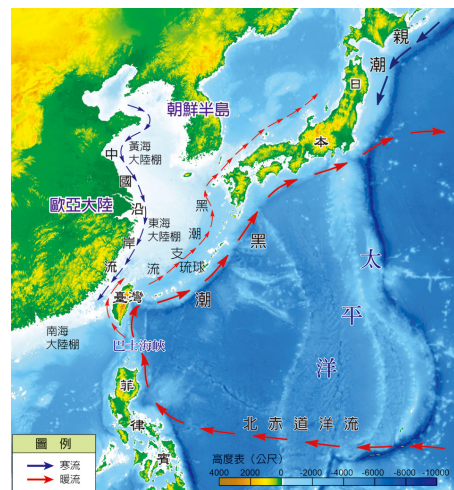 親潮
日本
朝鮮半島
黃海
大陸棚
中國沿岸流
歐亞大陸
東海
大陸棚
黑潮支流
琉球
黑潮
太平洋
臺灣
南海
大陸棚
巴士海峽
菲律賓
北赤道洋流
圖例
寒流
暖流
高度表（公尺）
4000 2000 0 -2000 -4000 -6000 -8000 -10000